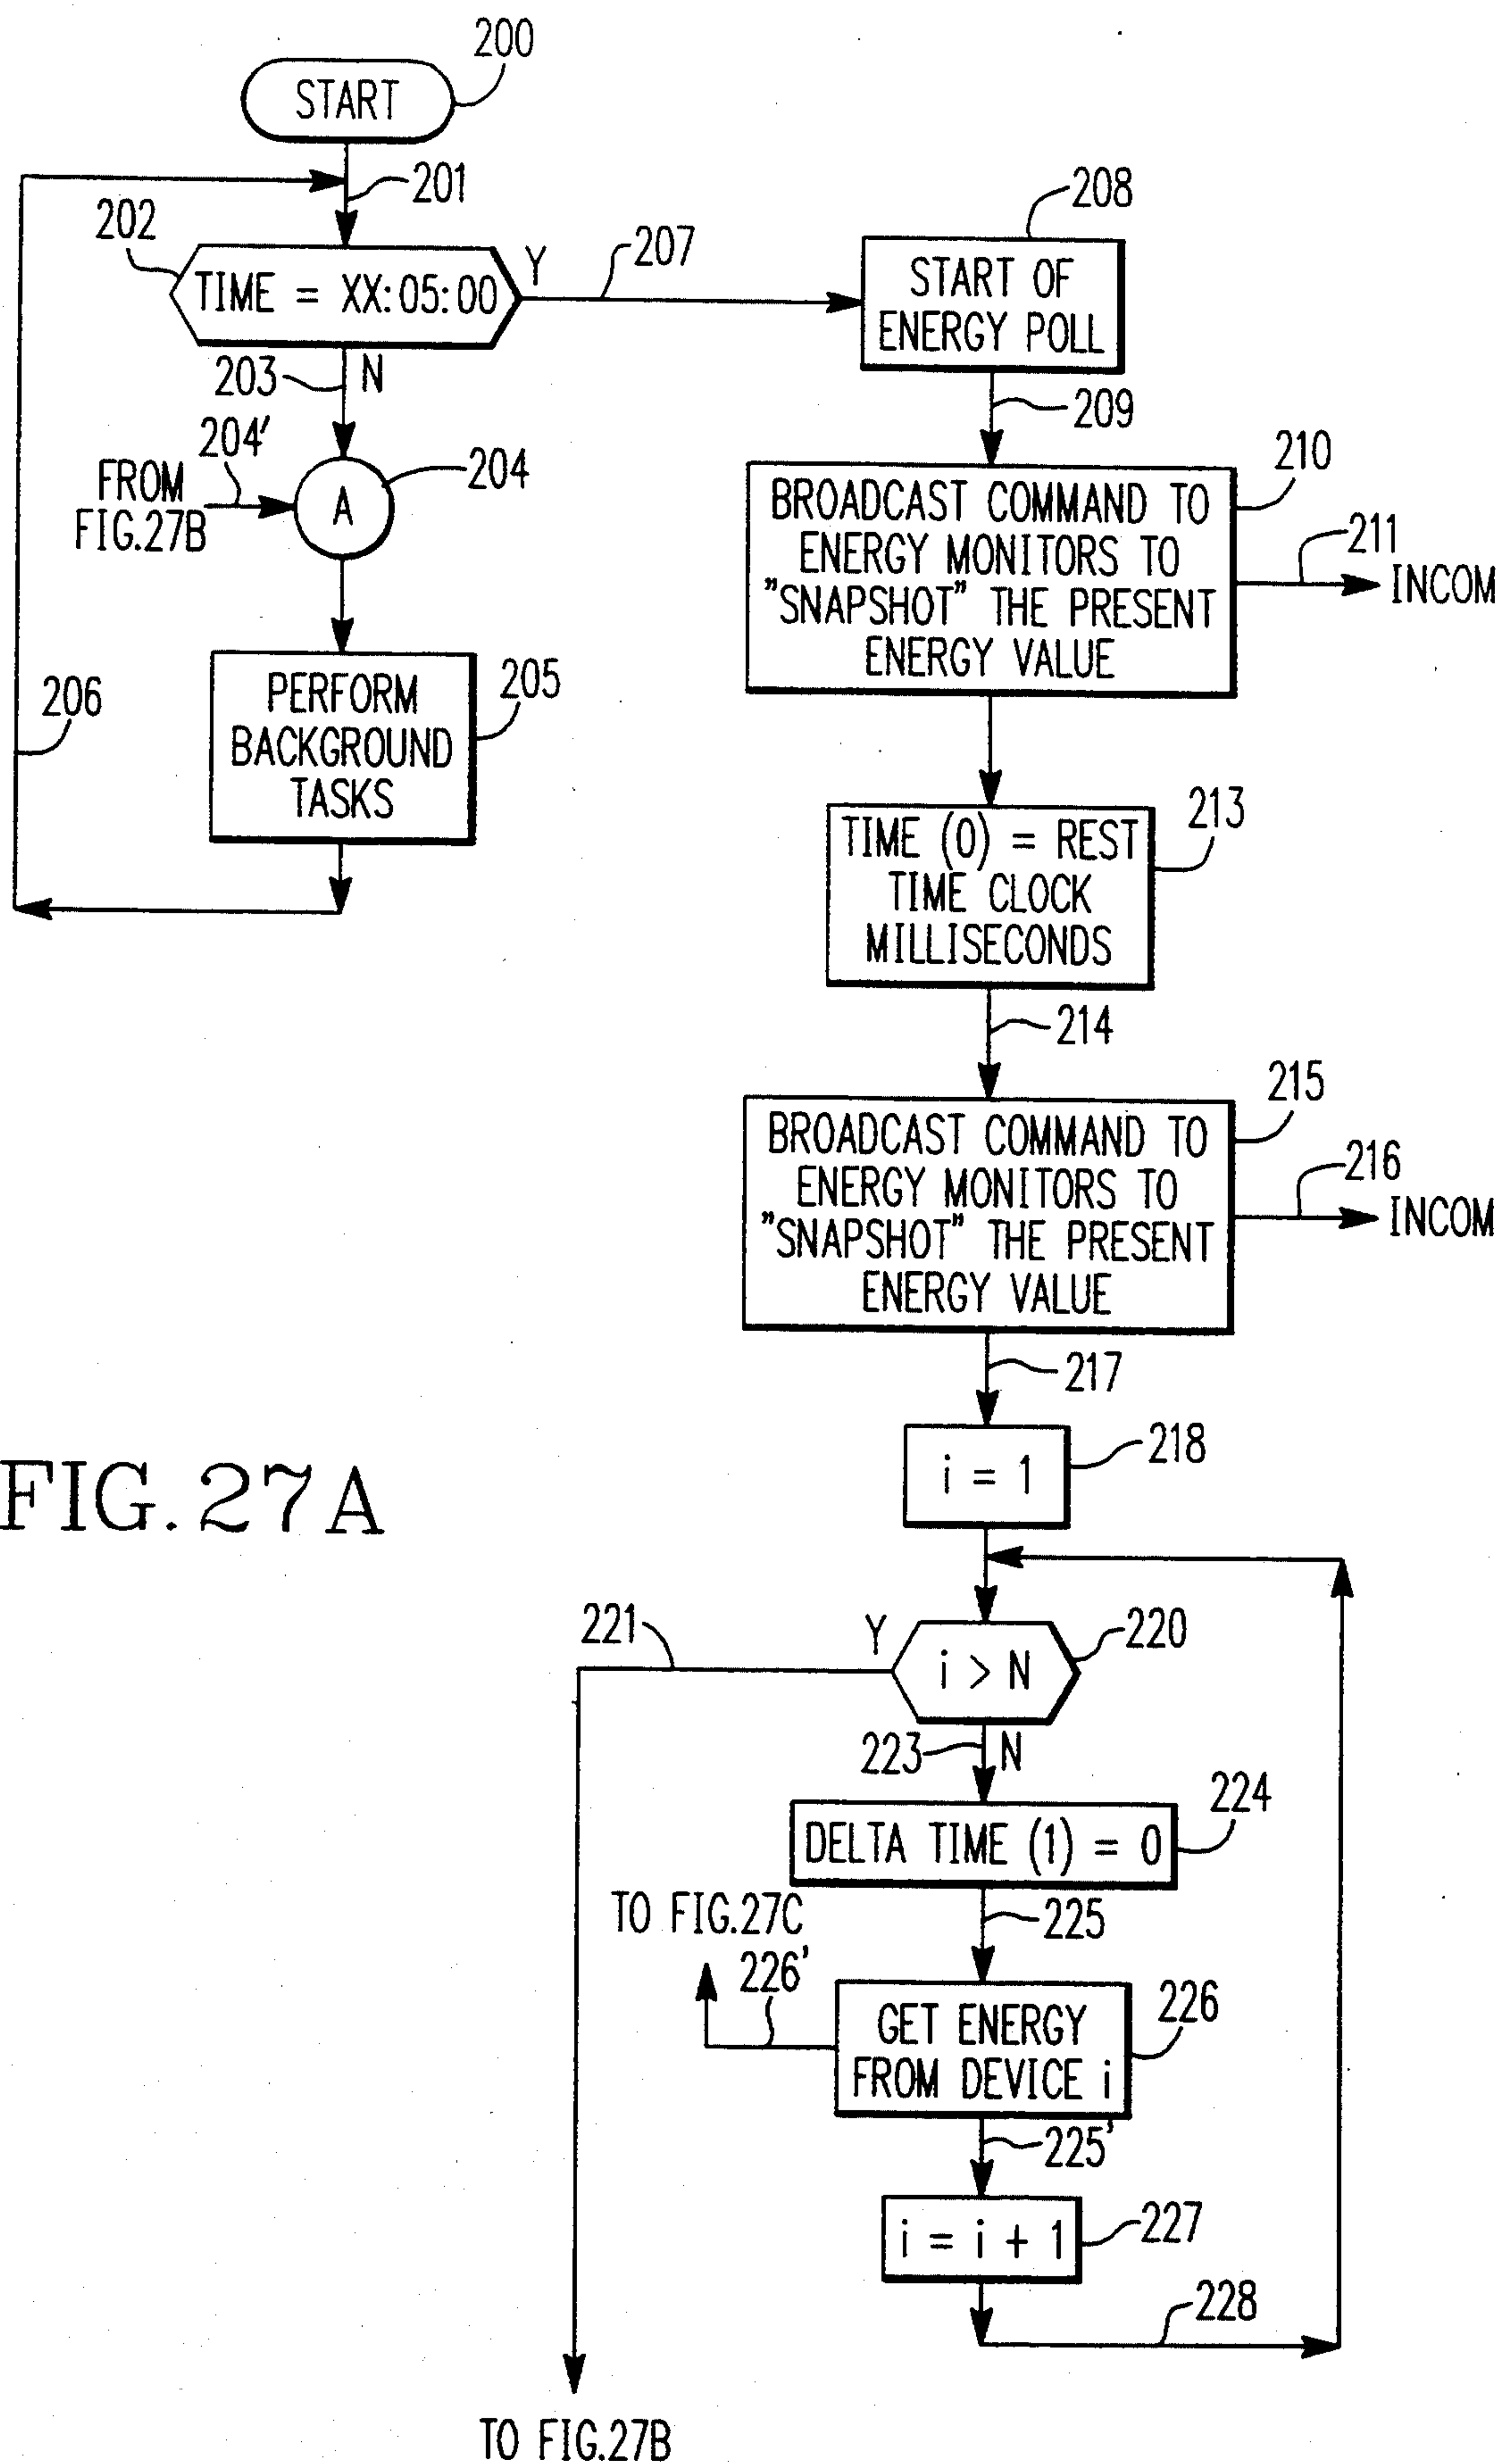 200
START
201
202
TIME = XX:05:00
Y
207
208
START OF
ENERGY POLL
203
N
209
204'
FROM
FIG.27B
A
204
210
BROADCAST COMMAND TO
ENERGY MONITORS TO
"SNAPSHOT" THE PRESENT
ENERGY VALUE
211
INCOM
206
PERFORM
BACKGROUND
TASKS
205
213
TIME (0) = REST
TIME CLOCK
MILLISECONDS
214
215
BROADCAST COMMAND TO
ENERGY MONITORS TO
"SNAPSHOT" THE PRESENT
ENERGY VALUE
216
INCOM
217
218
i = 1
FIG. 27A
221
Y
220
i > N
223
N
224
DELTA TIME (1) = 0
225
TO FIG.27C
226'
226
GET ENERGY
FROM DEVICE i
225'
i = i + 1
227
228
TO FIG.27B